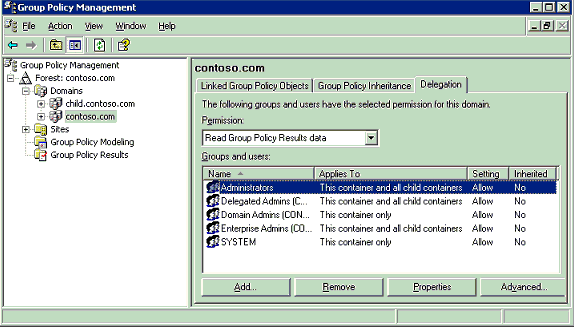 Group Policy Management
File Action View Window Help
Group Policy Management
Forest: contoso.com
Domains
child.contoso.com
contoso.com
Sites
Group Policy Modeling
Group Policy Results
contoso.com
Linked Group Policy Objects Group Policy Inheritance Delegation
The following groups and users have the selected permission for this domain.
Permission:
Read Group Policy Results data
Groups and users:
Name Applies To Setting Inherited
Administrators This container and all child containers Allow No
Delegated Admins (C... This container and all child containers Allow No
Domain Admins (CON... This container only Allow No
Enterprise Admins (CO... This container and all child containers Allow No
SYSTEM This container only Allow No
Add... Remove Properties Advanced...